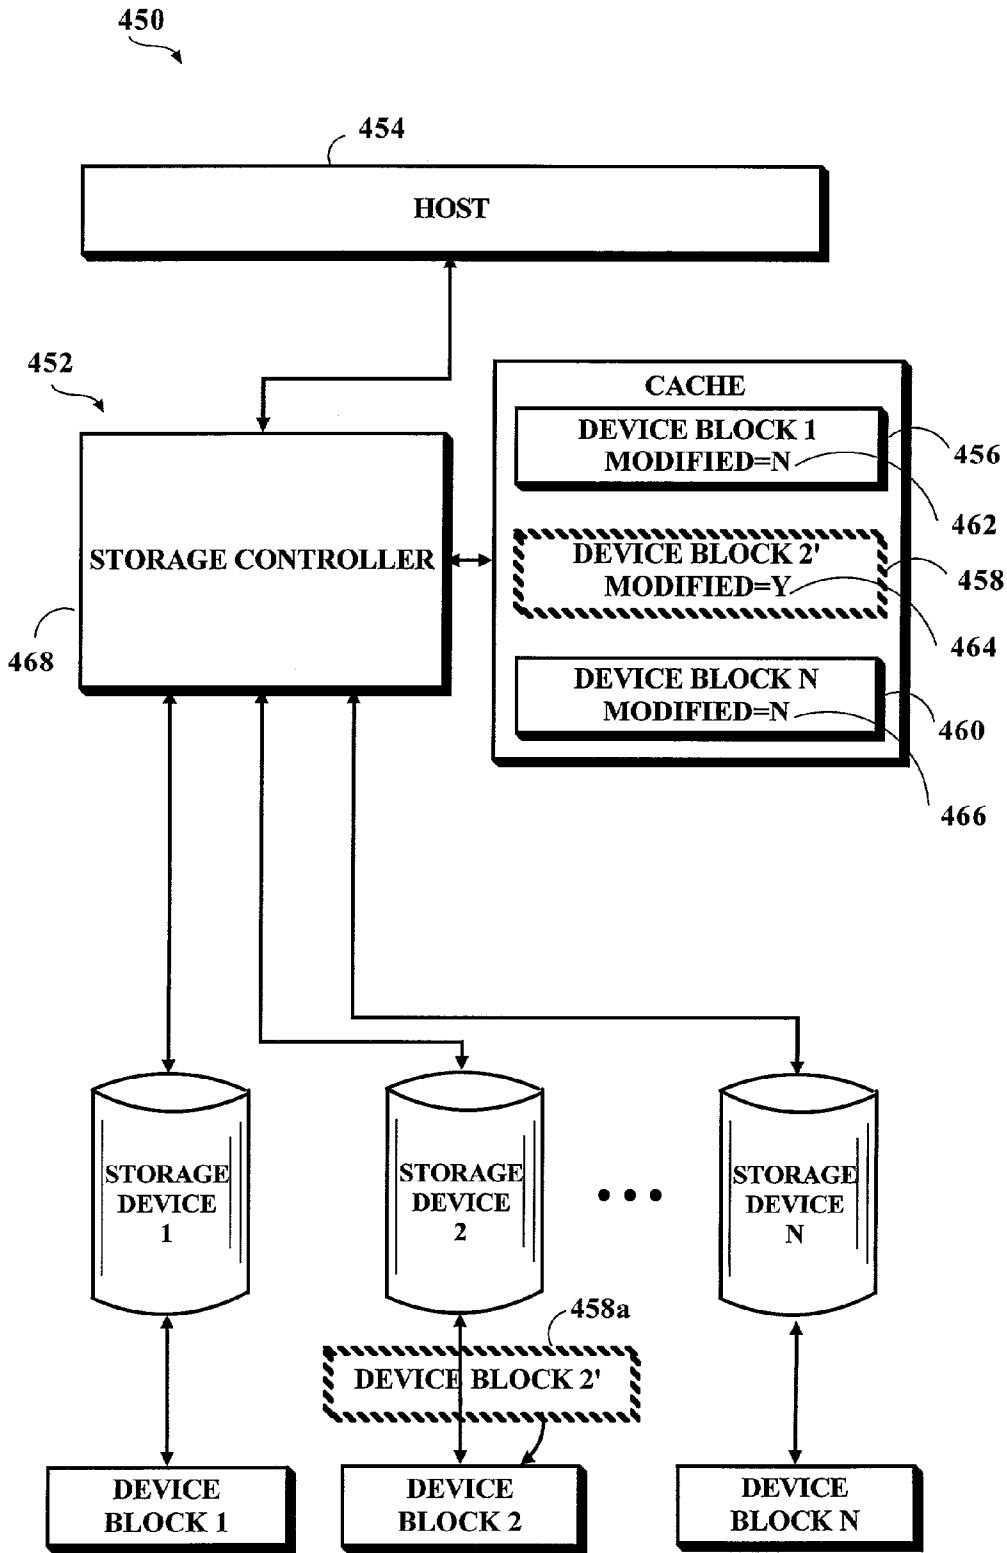 450
454
HOST
452
CACHE
DEVICE BLOCK 1
MODIFIED=N
456
462
STORAGE CONTROLLER
DEVICE BLOCK 2'
MODIFIED=Y
458
464
468
DEVICE BLOCK N
MODIFIED=N
460
466
STORAGE
DEVICE
1
STORAGE
DEVICE
2
STORAGE
DEVICE
N
458a
DEVICE BLOCK 2'
DEVICE
BLOCK 1
DEVICE
BLOCK 2
DEVICE
BLOCK N